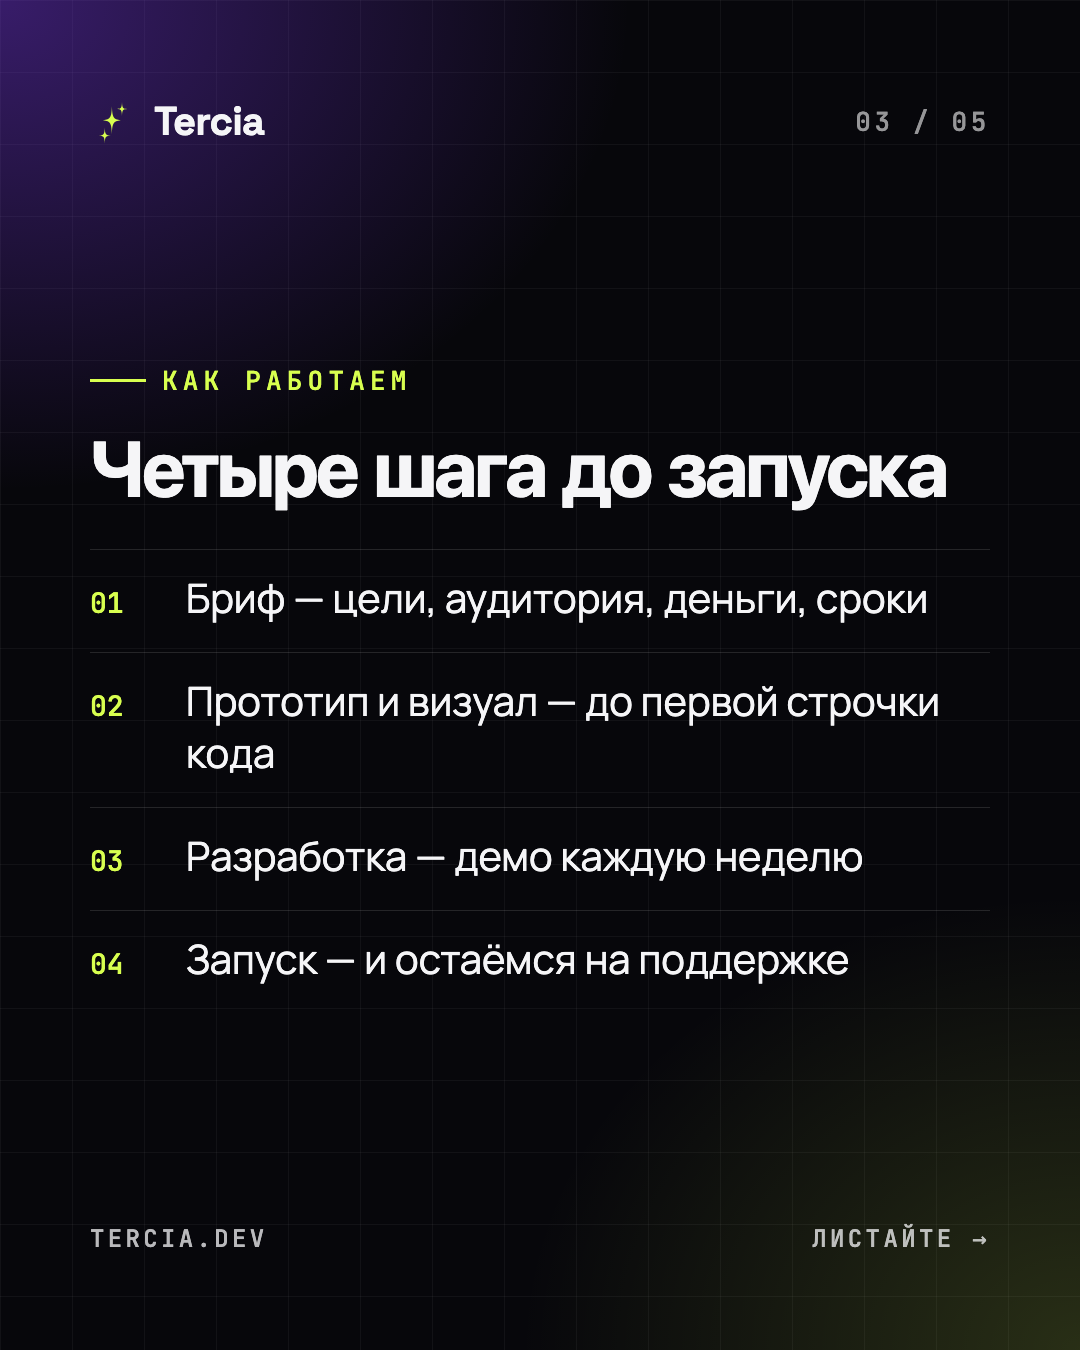 Tercia
03 / 05
КАК РАБОТАЕМ
Четыре шага до запуска
01 Бриф — цели, аудитория, деньги, сроки
02 Прототип и визуал — до первой строчки
кода
03 Разработка — демо каждую неделю
04 Запуск — и остаёмся на поддержке
TERCIA.DEV
ЛИСТАЙТЕ →